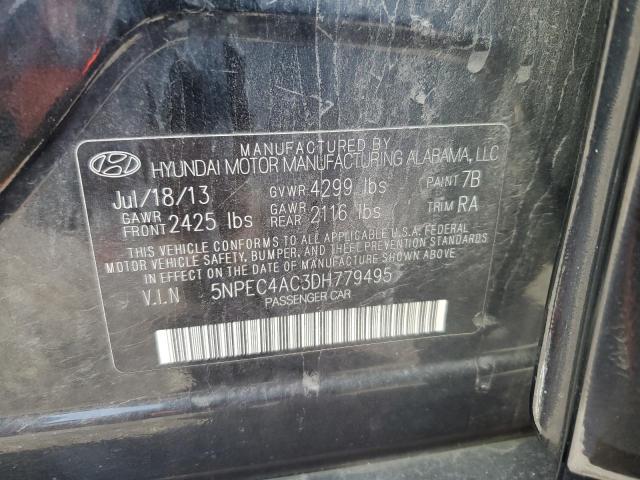 MANUFACTURED BY
HYUNDAI MOTOR MANUFACTURING ALABAMA, LLC
Jul/18/13 GVWR 4299 lbs PAINT 7B
GAWR FRONT 2425 lbs GAWR REAR 2116 lbs TRIM RA
THIS VEHICLE CONFORMS TO ALL APPLICABLE U.S.A. FEDERAL
MOTOR VEHICLE SAFETY, BUMPER, AND THEFT PREVENTION STANDARDS
IN EFFECT ON THE DATE OF MANUFACTURE SHOWN ABOVE.
V.I.N 5NPEC4AC3DH779495
PASSENGER CAR